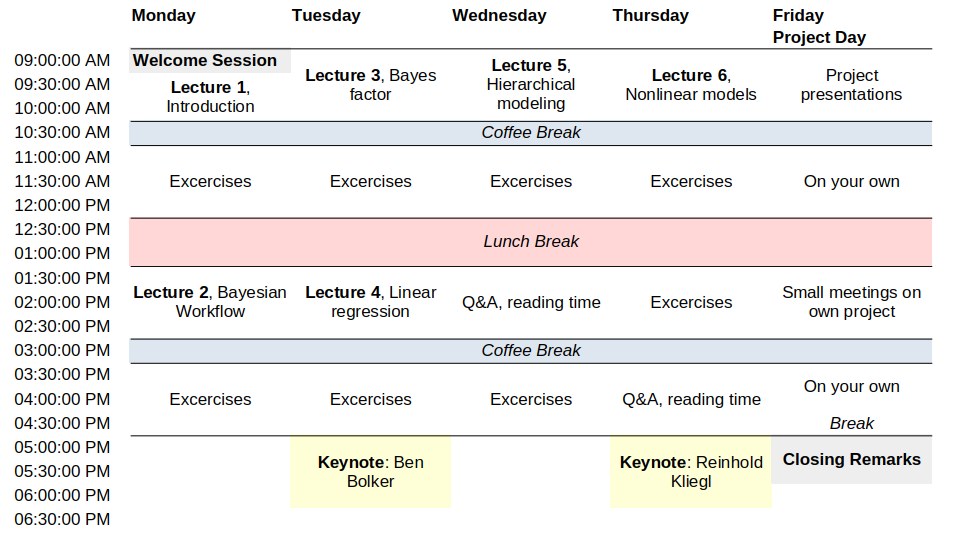 Monday Tuesday Wednesday Thursday Friday
Project Day
09:00:00 AM Welcome Session
09:30:00 AM Lecture 1, Introduction Lecture 3, Bayes factor Lecture 5, Hierarchical modeling Lecture 6, Nonlinear models Project presentations
10:00:00 AM
10:30:00 AM Coffee Break
11:00:00 AM
11:30:00 AM Excercises Excercises Excercises Excercises On your own
12:00:00 PM
12:30:00 PM Lunch Break
01:00:00 PM
01:30:00 PM
02:00:00 PM Lecture 2, Bayesian Workflow Lecture 4, Linear regression Q&A, reading time Excercises Small meetings on own project
02:30:00 PM
03:00:00 PM Coffee Break
03:30:00 PM On your own
04:00:00 PM Excercises Excercises Excercises Q&A, reading time
04:30:00 PM Break
05:00:00 PM Closing Remarks
05:30:00 PM Keynote: Ben Bolker Keynote: Reinhold Kliegl
06:00:00 PM
06:30:00 PM